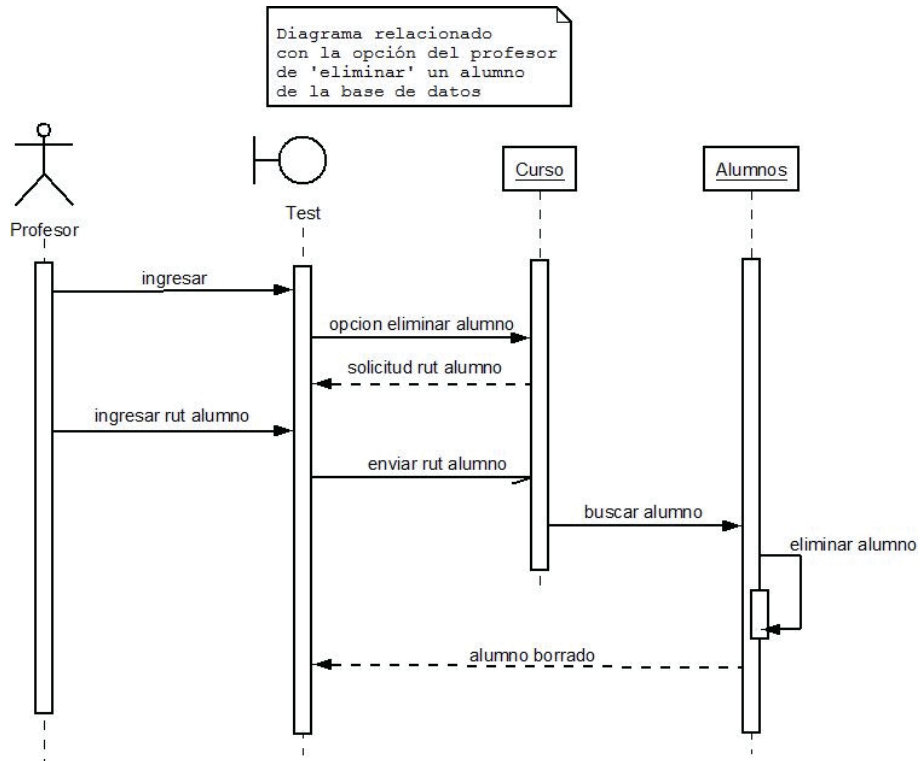 Diagrama relacionado
con la opción del profesor
de 'eliminar' un alumno
de la base de datos
Profesor
Test
Curso
Alumnos
ingresar
opcion eliminar alumno
solicitud rut alumno
ingresar rut alumno
enviar rut alumno
buscar alumno
eliminar alumno
alumno borrado